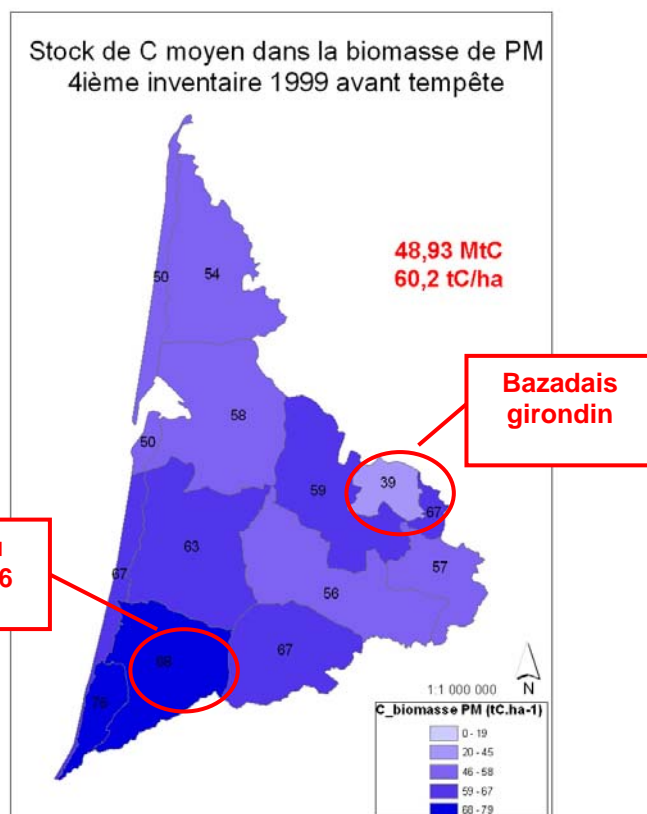 Stock de C moyen dans la biomasse de PM
4ième inventaire 1999 avant tempête
48,93 MtC
60,2 tC/ha
50
54
Bazadais
girondin
58
50
59
39
67
63
67
57
56
6
68
67
1:1 000 000
N
C_biomasse PM (tC.ha-1)
0 - 19
20 - 45
46 - 58
59 - 67
68 - 79